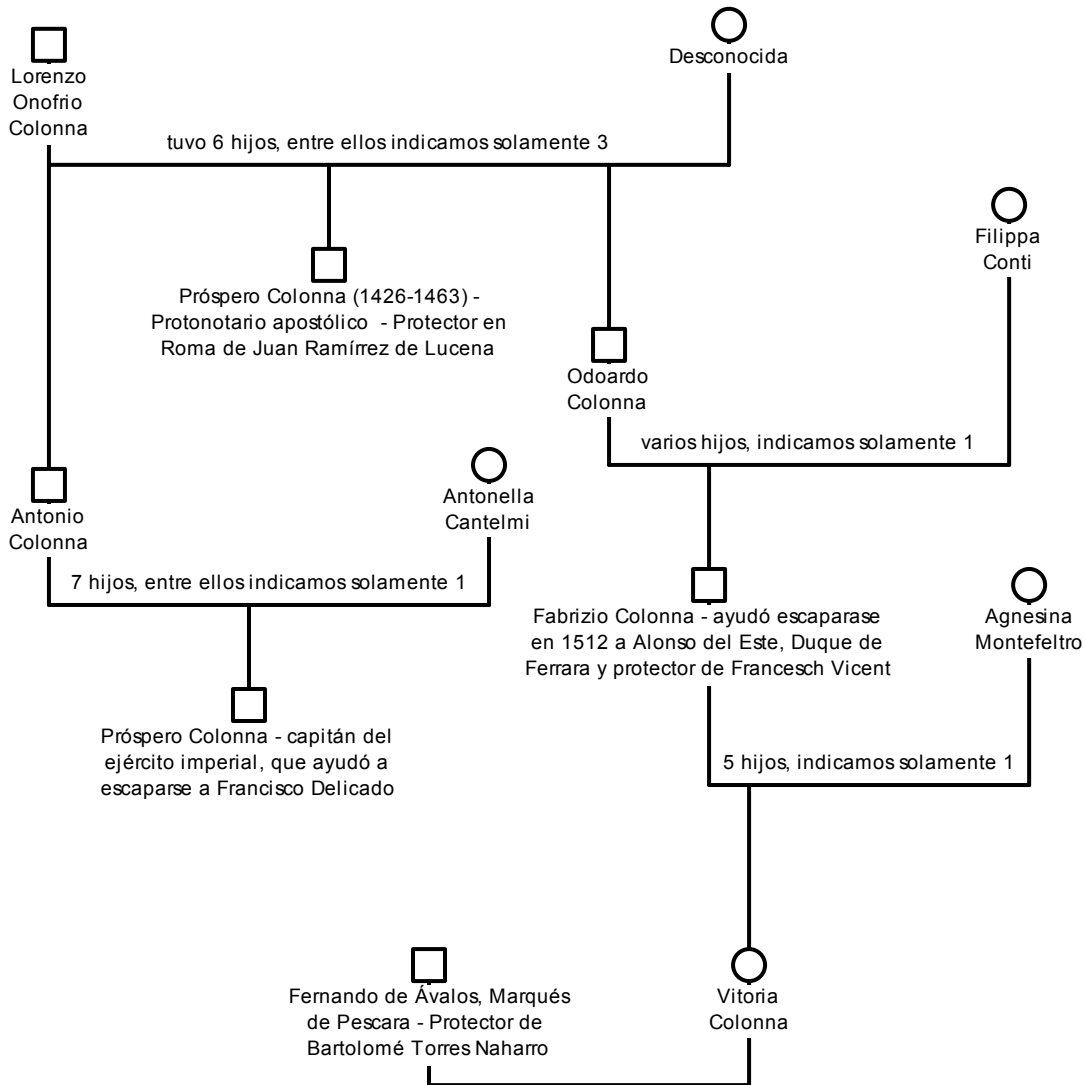 Desconocida
Lorenzo
Onofrio
Colonna
tuvo 6 hijos, entre ellos indicamos solamente 3
Filippa
Conti
Próspero Colonna (1426-1463) -
Protonotario apostólico - Protector en
Roma de Juan Ramírrez de Lucena
Odoardo
Colonna
varios hijos, indicamos solamente 1
Antonio
Colonna
Antonella
Cantelmi
7 hijos, entre ellos indicamos solamente 1
Fabrizio Colonna - ayudó escaparase
en 1512 a Alonso del Este, Duque de
Ferrara y protector de Francesch Vicent
Agnesina
Montefeltro
Próspero Colonna - capitán del
ejército imperial, que ayudó a
escaparse a Francisco Delicado
5 hijos, indicamos solamente 1
Fernando de Ávalos, Marqués
de Pescara - Protector de
Bartolomé Torres Naharro
Vitoria
Colonna